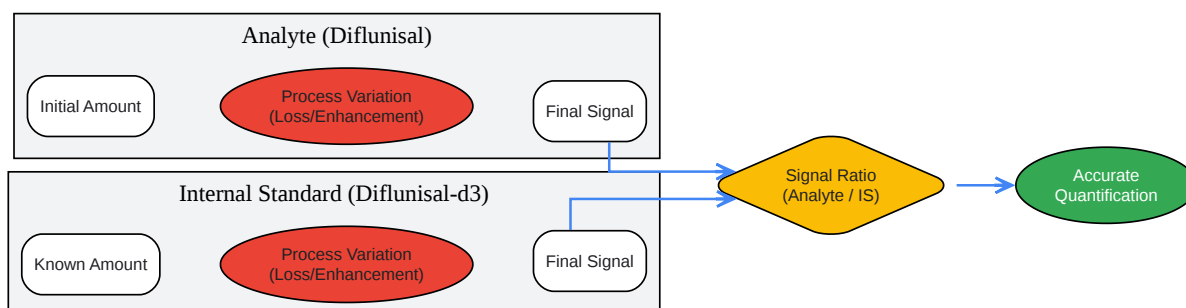 Analyte (Diflunisal)
Initial Amount
Process Variation
(Loss/Enhancement)
Final Signal
Internal Standard (Diflunisal-d3)
Known Amount
Process Variation
(Loss/Enhancement)
Final Signal
Signal Ratio
(Analyte / IS)
Accurate
Quantification